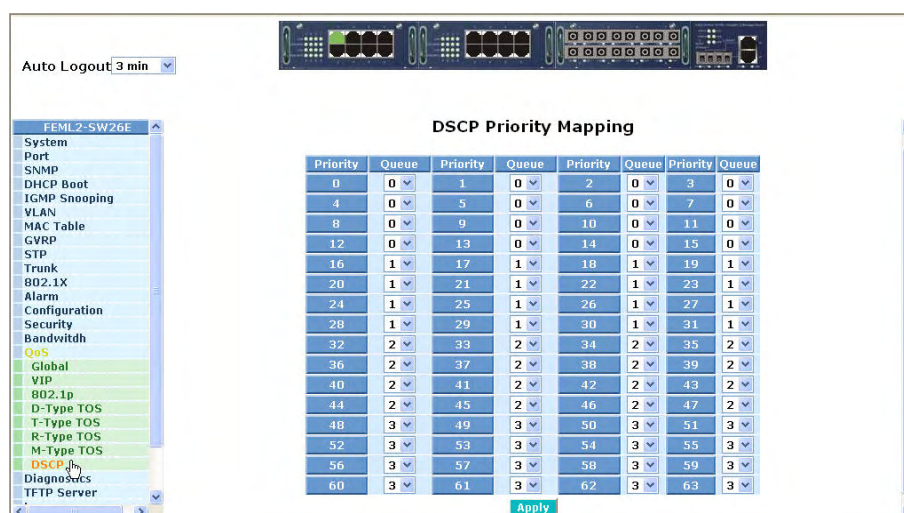 Auto Logout 3 min
FEML2-SW26E
System
Port
SNMP
DHCP Boot
IGMP Snooping
VLAN
MAC Table
GVRP
STP
Trunk
802.1X
Alarm
Configuration
Security
Bandwitdh
QoS
Global
VIP
802.1p
D-Type TOS
T-Type TOS
R-Type TOS
M-Type TOS
DSCP
Diagnostics
TFTP Server
DSCP Priority Mapping
Priority Queue Priority Queue Priority Queue Priority Queue
0 0 1 0 2 0 3 0
4 0 5 0 6 0 7 0
8 0 9 0 10 0 11 0
12 0 13 0 14 0 15 0
16 1 17 1 18 1 19 1
20 1 21 1 22 1 23 1
24 1 25 1 26 1 27 1
28 1 29 1 30 1 31 1
32 2 33 2 34 2 35 2
36 2 37 2 38 2 39 2
40 2 41 2 42 2 43 2
44 2 45 2 46 2 47 2
48 3 49 3 50 3 51 3
52 3 53 3 54 3 55 3
56 3 57 3 58 3 59 3
60 3 61 3 62 3 63 3
Apply